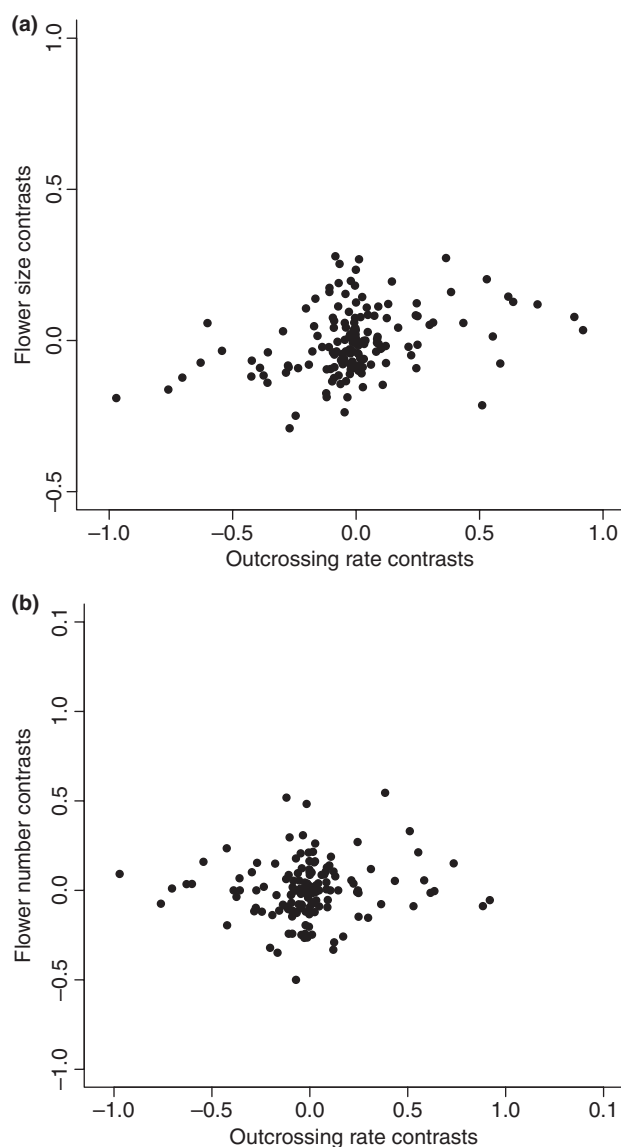 (a)
1.0
0.5
0.0
−0.5
Flower size contrasts
−1.0 −0.5 0.0 0.5 1.0
Outcrossing rate contrasts
(b)
0.1
1.0
0.5
0.0
−0.5
−1.0
Flower number contrasts
−1.0 −0.5 0.0 0.5 1.0 0.1
Outcrossing rate contrasts